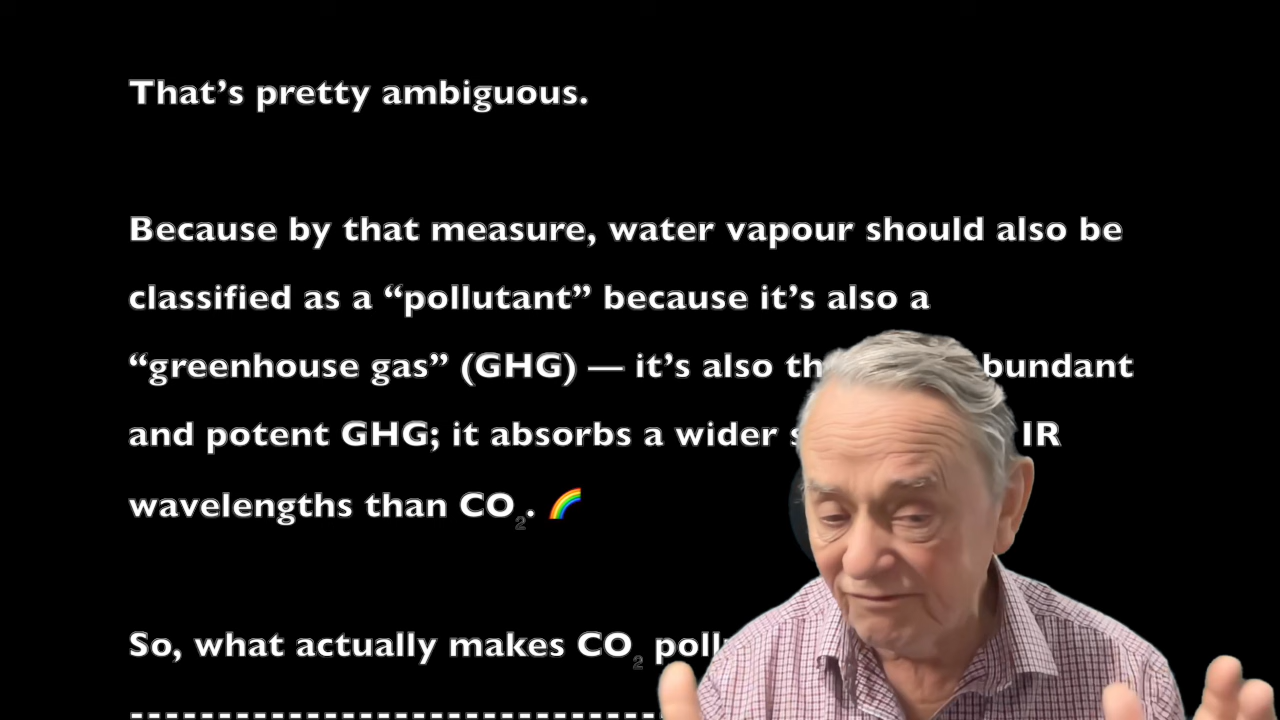 That’s pretty ambiguous.
Because by that measure, water vapour should also be
classified as a “pollutant” because it’s also a
“greenhouse gas” (GHG) — it’s also
and potent GHG; it absorbs a wider IR
wavelengths than CO₂. 🌈
So, what actually makes CO₂